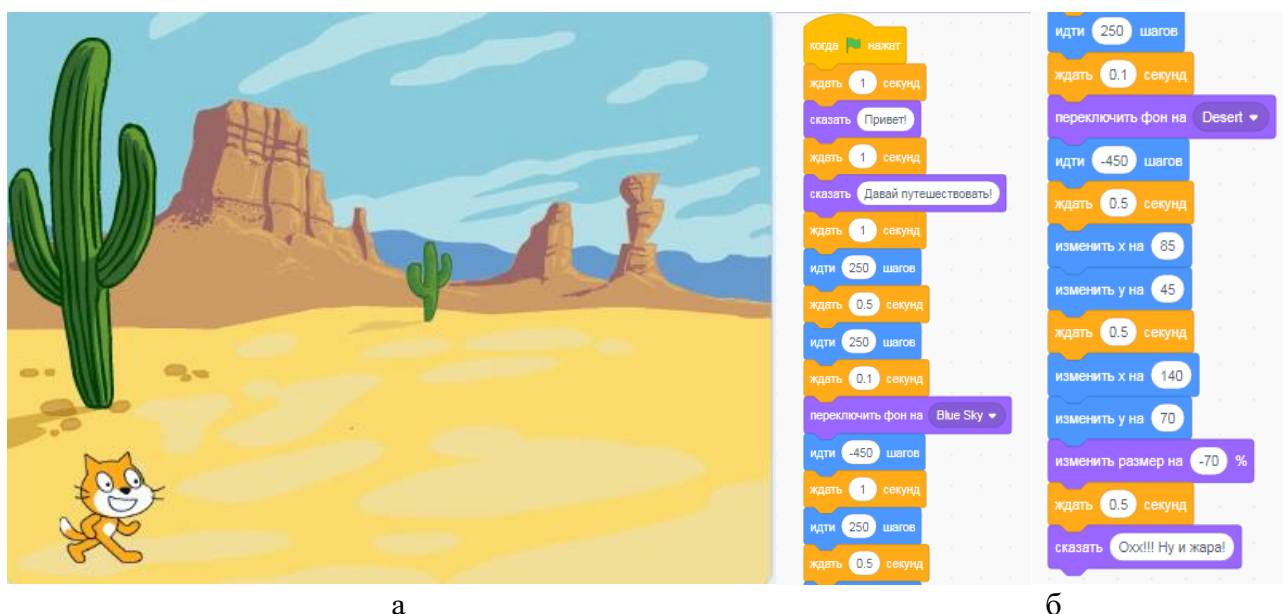 когда нажат
ждать 1 секунд
сказать Привет!
ждать 1 секунд
сказать Давай путешествовать!
ждать 1 секунд
идти 250 шагов
ждать 0.5 секунд
идти 250 шагов
ждать 0.1 секунд
переключить фон на Blue Sky
идти -450 шагов
ждать 1 секунд
идти 250 шагов
ждать 0.5 секунд
идти 250 шагов
ждать 0.1 секунд
переключить фон на Desert
идти -450 шагов
ждать 0.5 секунд
изменить x на 85
изменить y на 45
ждать 0.5 секунд
изменить x на 140
изменить y на 70
изменить размер на -70 %
ждать 0.5 секунд
сказать Охх!!! Ну и жара!
а
б